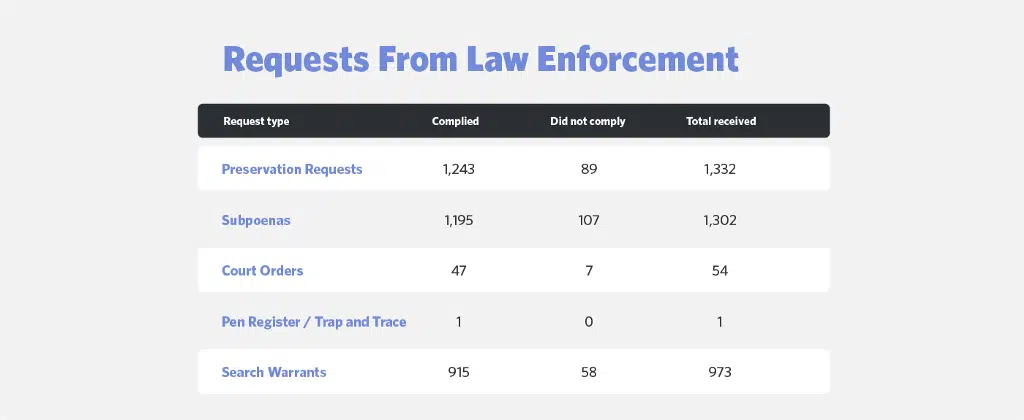 Requests From Law Enforcement
Request type Complied Did not comply Total received
Preservation Requests 1,243 89 1,332
Subpoenas 1,195 107 1,302
Court Orders 47 7 54
Pen Register / Trap and Trace 1 0 1
Search Warrants 915 58 973